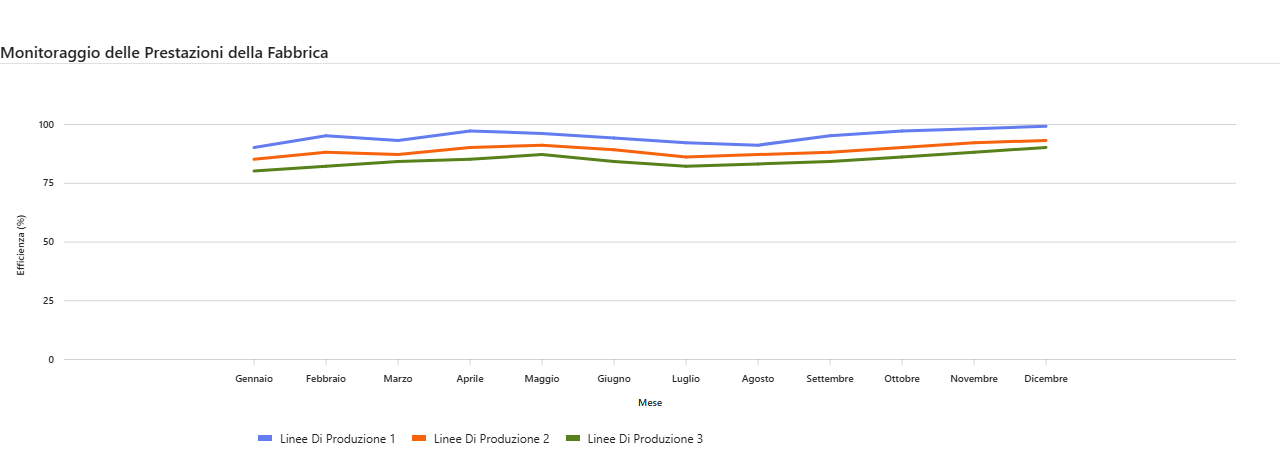 Monitoraggio delle Prestazioni della Fabbrica
100
75
50
25
0
Efficienza (%)
Gennaio Febbraio Marzo Aprile Maggio Giugno Luglio Agosto Settembre Ottobre Novembre Dicembre
Mese
Linee Di Produzione 1 Linee Di Produzione 2 Linee Di Produzione 3